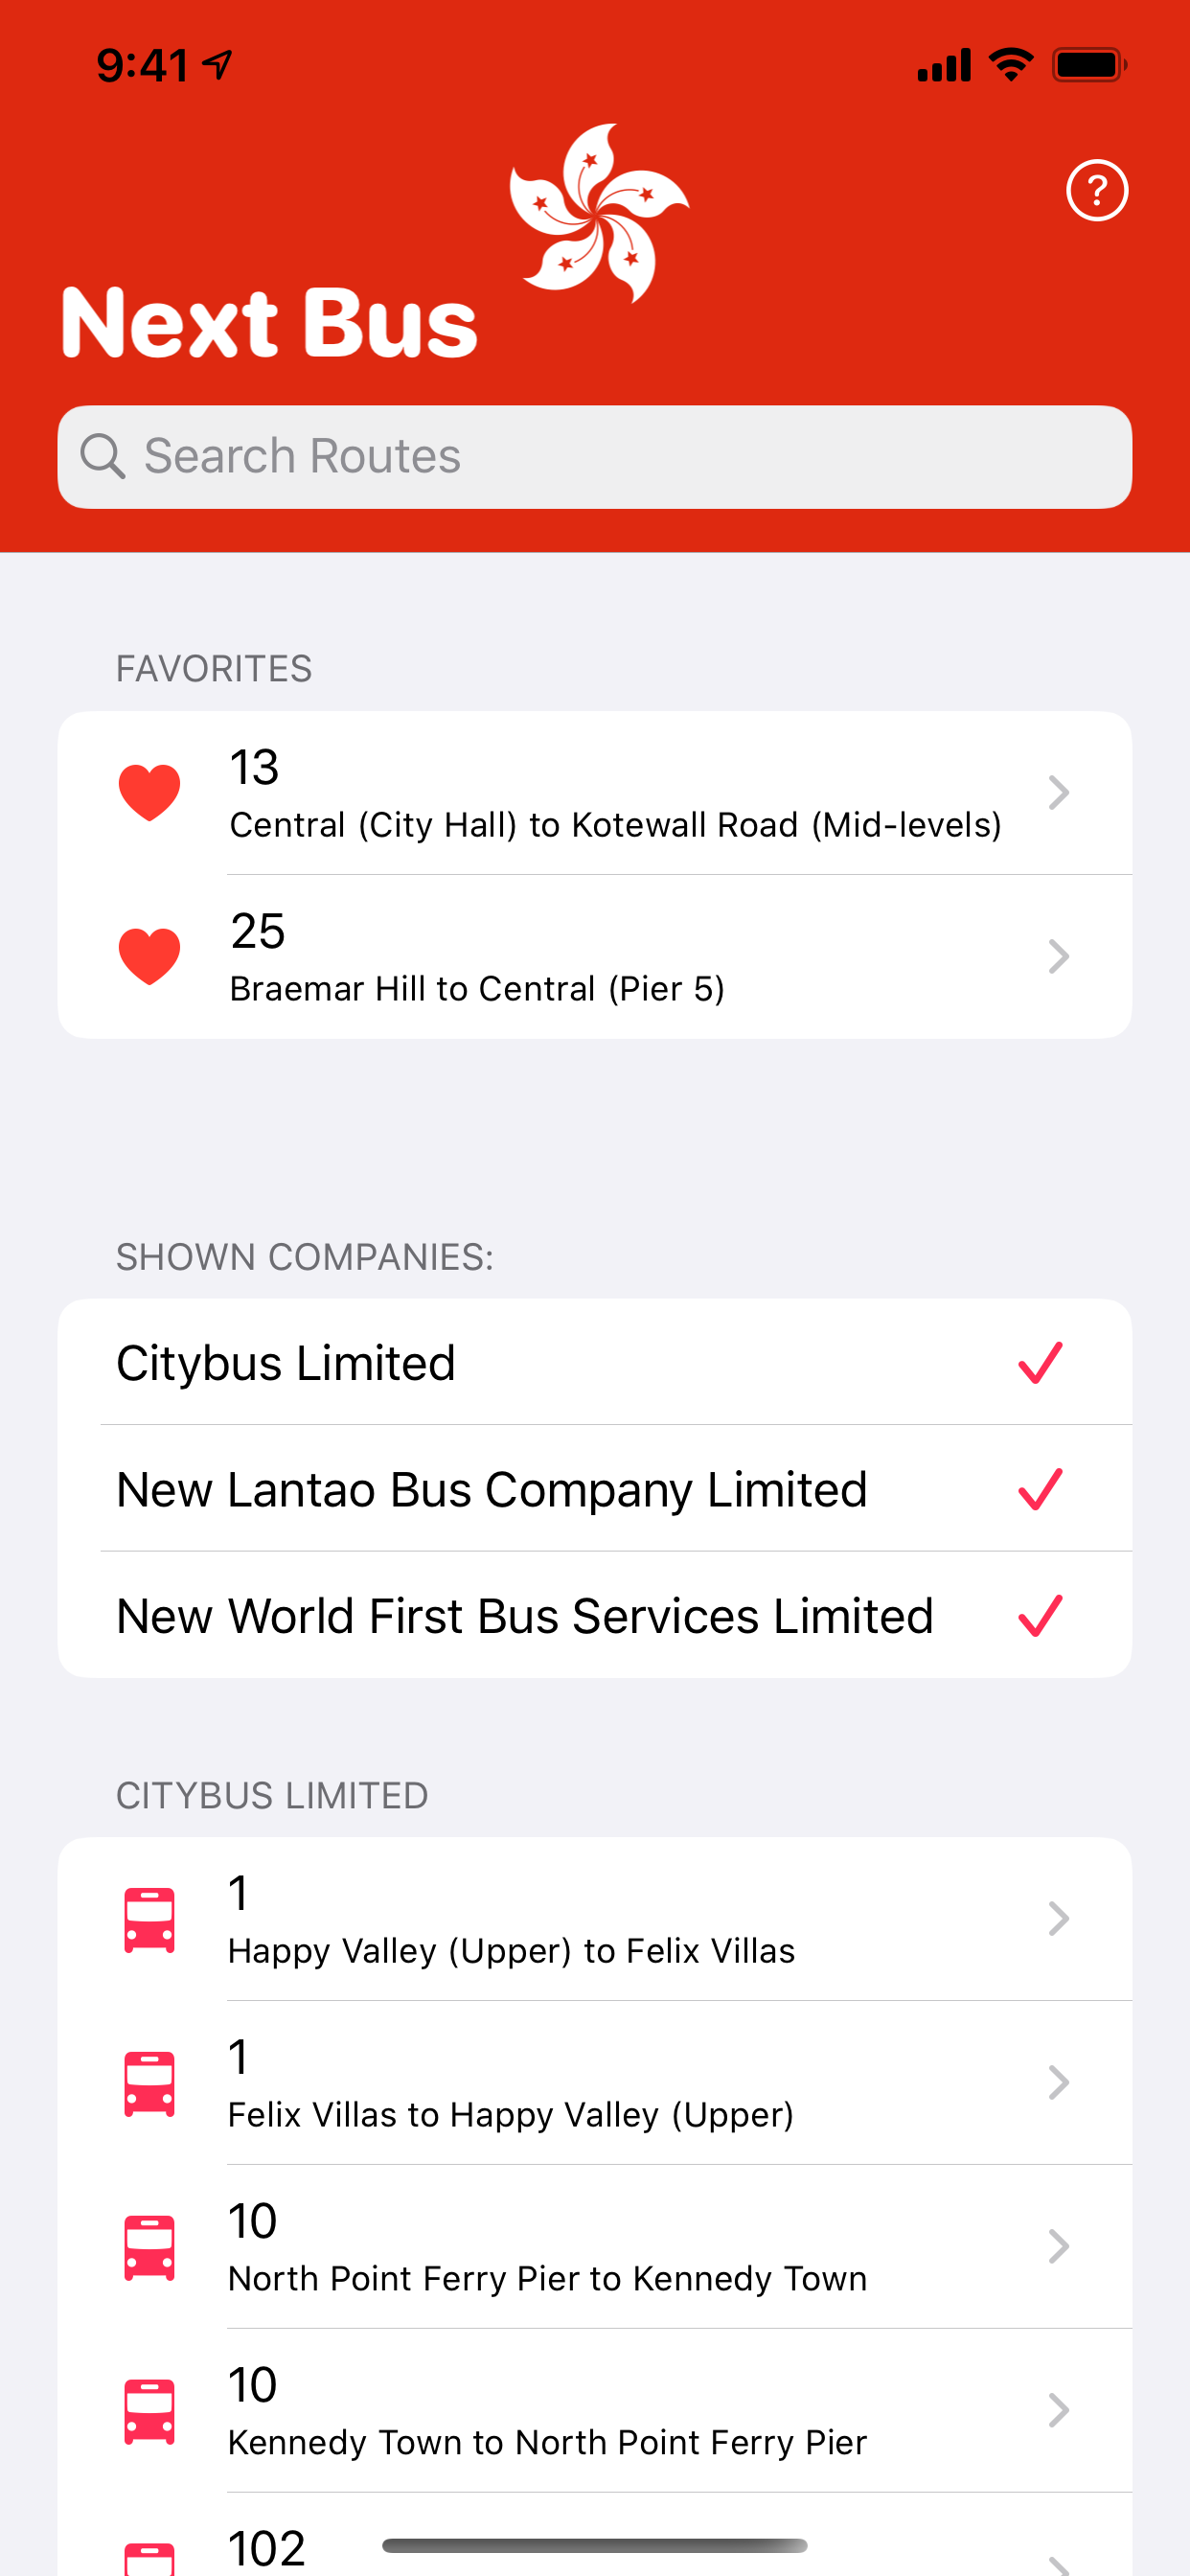 9:41
?
Next Bus
Search Routes
FAVORITES
13
Central (City Hall) to Kotewall Road (Mid-levels)
25
Braemar Hill to Central (Pier 5)
SHOWN COMPANIES:
Citybus Limited
New Lantao Bus Company Limited
New World First Bus Services Limited
CITYBUS LIMITED
1
Happy Valley (Upper) to Felix Villas
1
Felix Villas to Happy Valley (Upper)
10
North Point Ferry Pier to Kennedy Town
10
Kennedy Town to North Point Ferry Pier
102